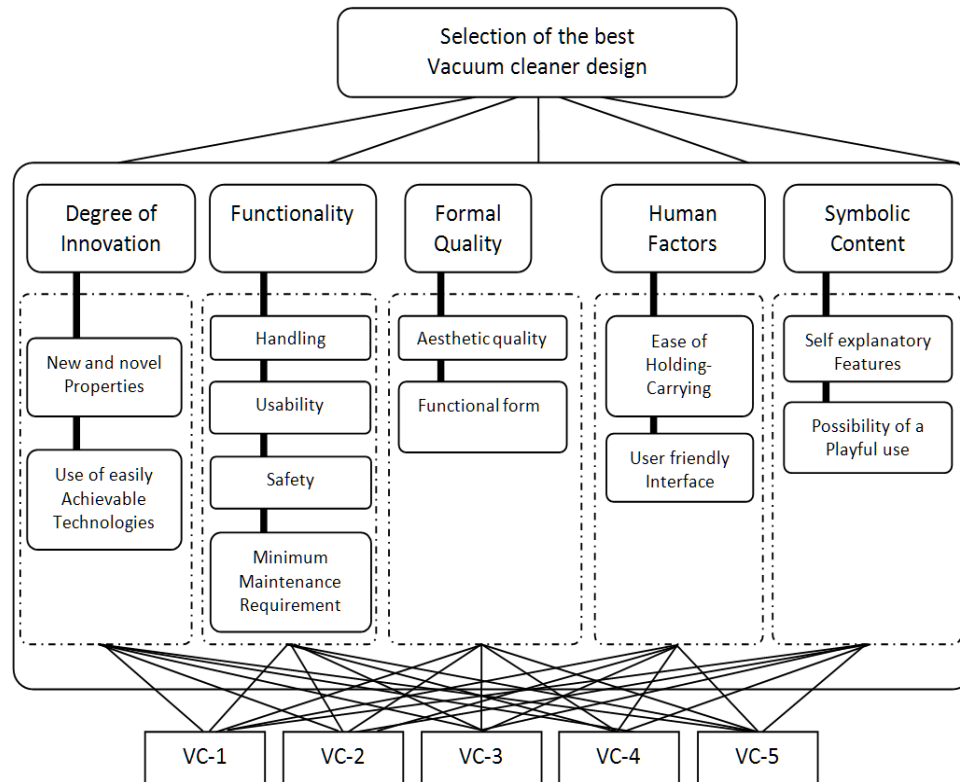 Selection of the best
Vacuum cleaner design
Degree of
Innovation
Functionality
Formal
Quality
Human
Factors
Symbolic
Content
New and novel
Properties
Use of easily
Achievable
Technologies
Handling
Usability
Safety
Minimum
Maintenance
Requirement
Aesthetic quality
Functional form
Ease of
Holding-
Carrying
User friendly
Interface
Self explanatory
Features
Possibility of a
Playful use
VC-1
VC-2
VC-3
VC-4
VC-5